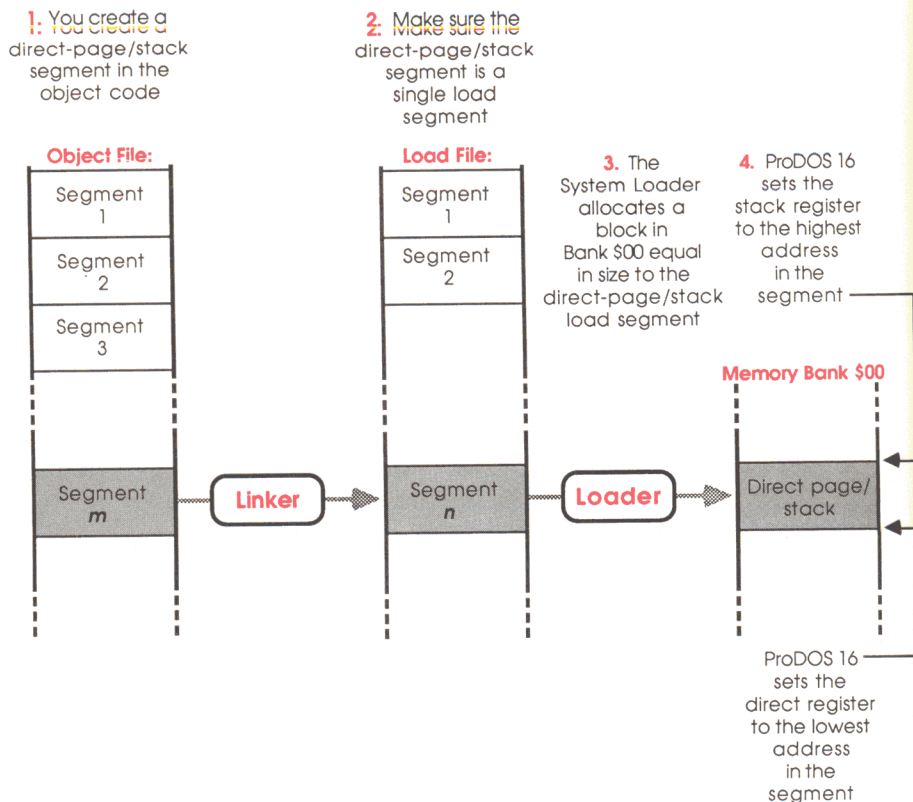 1. You create a
direct-page/stack
segment in the
object code
2. Make sure the
direct-page/stack
segment is a
single load
segment
Object File:
Segment
1
Segment
2
Segment
3
Segment
m
Linker
Load File:
Segment
1
Segment
2
Segment
n
3. The
System Loader
allocates a
block in
Bank $00 equal
in size to the
direct-page/stack
load segment
Loader
4. ProDOS 16
sets the
stack register
to the highest
address
in the
segment
Memory Bank $00
Direct page/
stack
ProDOS 16
sets the
direct register
to the lowest
address
in the
segment